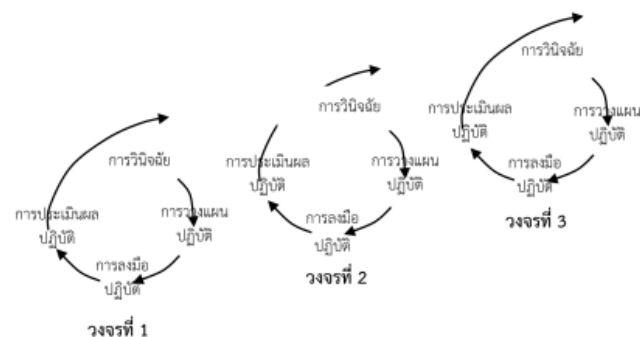 การวินิจฉัย
การประเมินผล
ปฏิบัติ
การวางแผน
ปฏิบัติ
การลงมือ
ปฏิบัติ
วงจรที่ 1
การวินิจฉัย
การประเมินผล
ปฏิบัติ
การวางแผน
ปฏิบัติ
การลงมือ
ปฏิบัติ
วงจรที่ 2
การวินิจฉัย
การประเมินผล
ปฏิบัติ
การวางแผน
ปฏิบัติ
การลงมือ
ปฏิบัติ
วงจรที่ 3